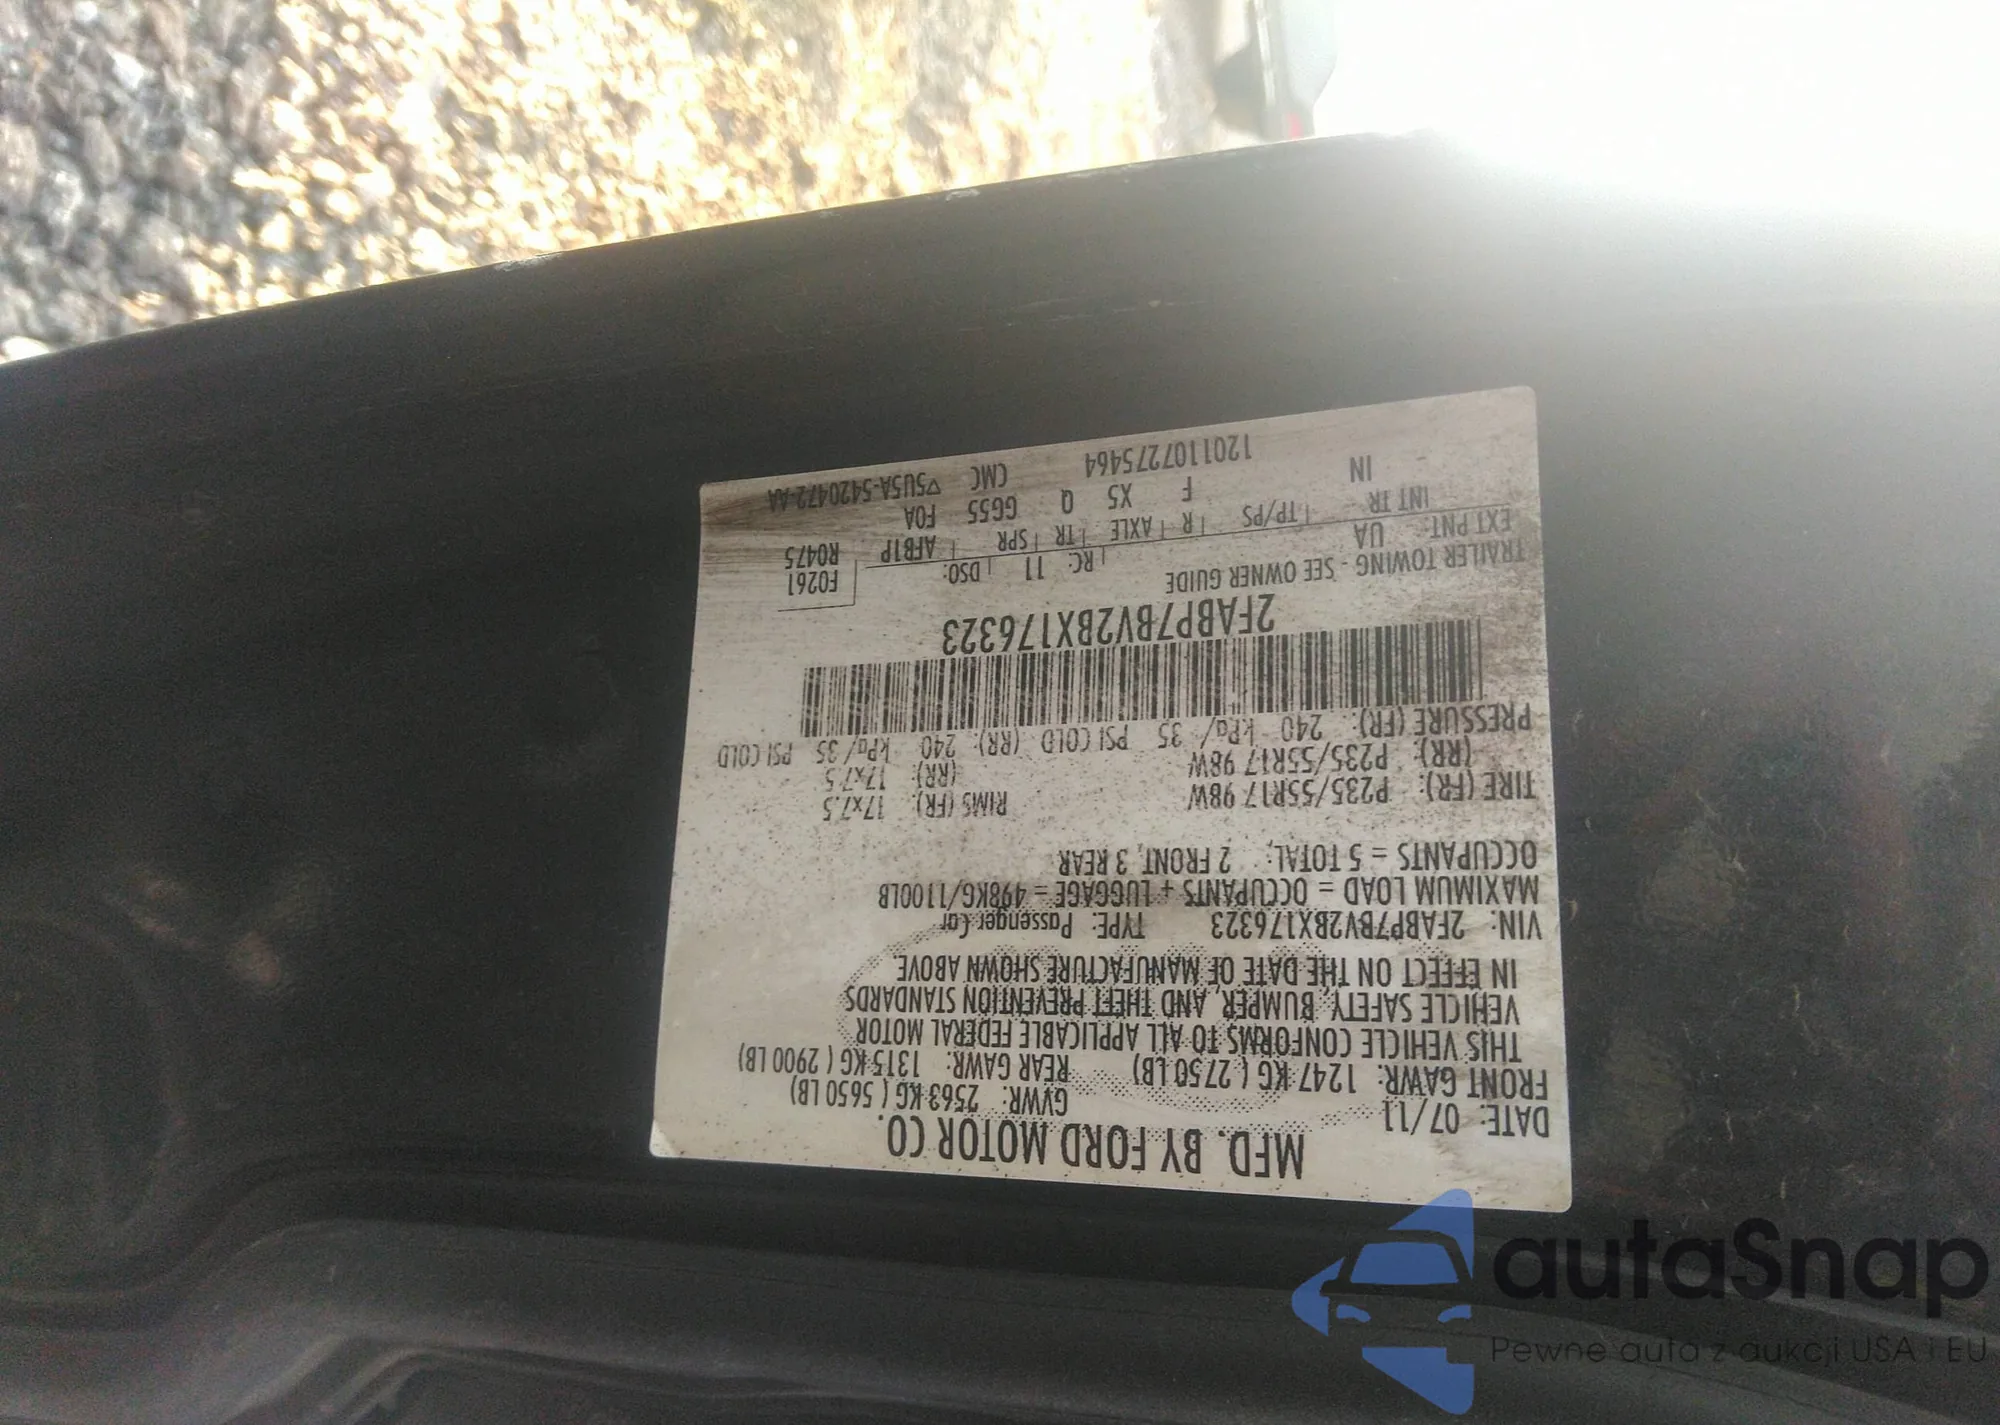 MFD. BY FORD MOTOR CO.
DATE: 07/11 GVWR: 2563 KG ( 5650 LB)
FRONT GAWR: 1247 KG ( 2750 LB) REAR GAWR: 1315 KG ( 2900 LB)
THIS VEHICLE CONFORMS TO ALL APPLICABLE FEDERAL MOTOR
VEHICLE SAFETY, BUMPER, AND THEFT PREVENTION STANDARDS
IN EFFECT ON THE DATE OF MANUFACTURE SHOWN ABOVE.
VIN: 2FABP7BV2BX176323 TYPE: Passenger Car
MAXIMUM LOAD = OCCUPANTS + LUGGAGE = 498KG/1100LB
OCCUPANTS = 5 TOTAL; 2 FRONT, 3 REAR
TIRE (FR): P235/55R17 98W RIMS (FR): 17x7.5
(RR): P235/55R17 98W (RR): 17x7.5
PRESSURE (FR): 240 kPa/ 35 PSI COLD (RR): 240 kPa/ 35 PSI COLD
2FABP7BV2BX176323
F0261
TRAILER TOWING - SEE OWNER GUIDE
R0475
EXT PNT: UA RC: 11 DSO:
INT TR TP/PS R AXLE TR SPR AFB1P
IN F X5 Q GG55 FOA
1201107275464 CMC ▽5U5A-5420472-AA
autaSnap
Pewne auta z aukcji USA i EU